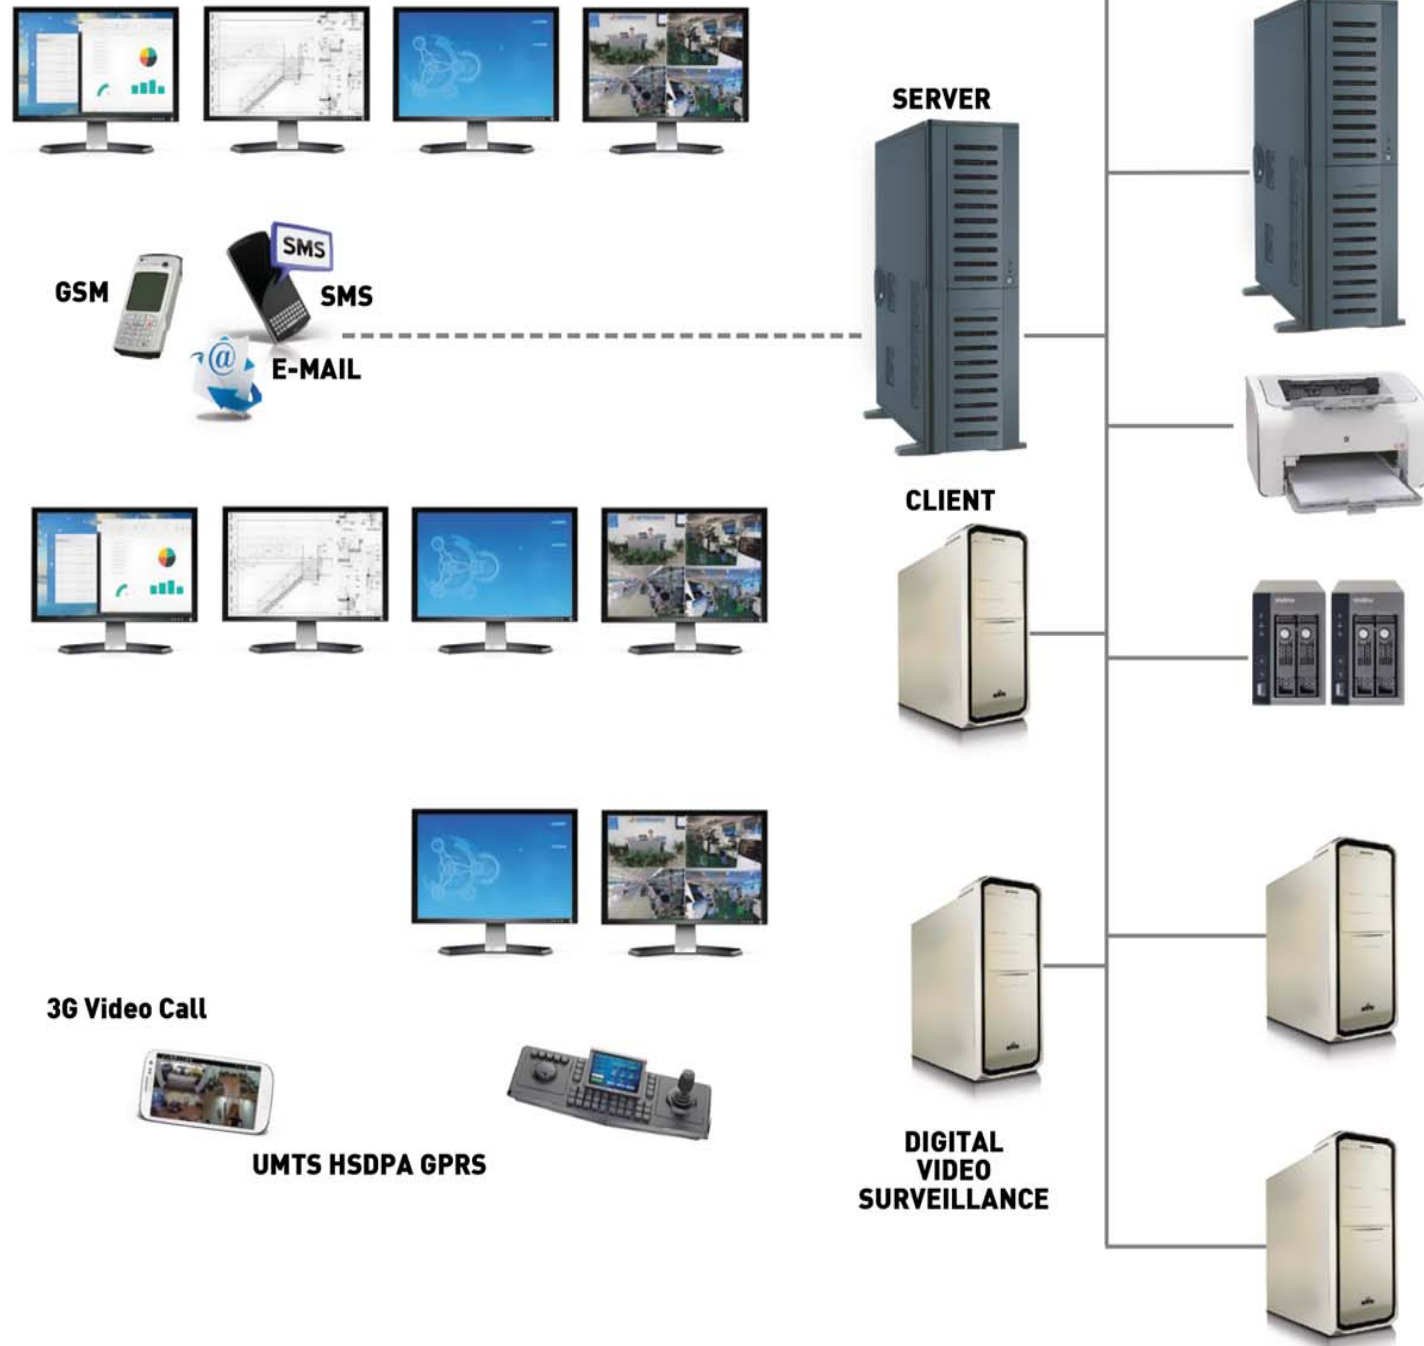 SERVER
SMS
GSM
SMS
@
E-MAIL
CLIENT
3G Video Call
UMTS HSDPA GPRS
DIGITAL
VIDEO
SURVEILLANCE